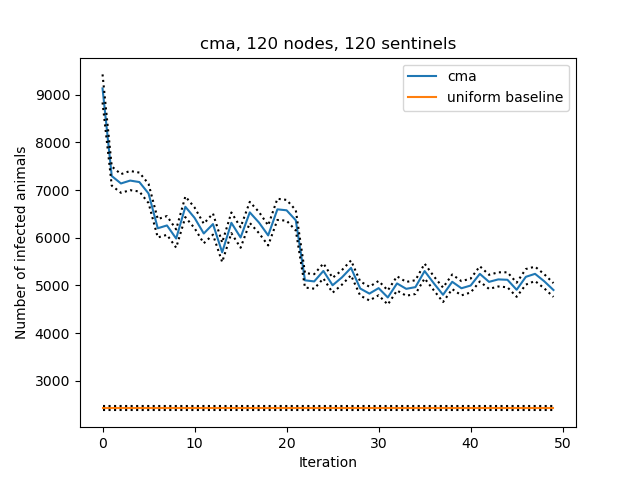 cma, 120 nodes, 120 sentinels
cma
uniform baseline
Number of infected animals
9000
8000
7000
6000
5000
4000
3000
0 10 20 30 40 50
Iteration